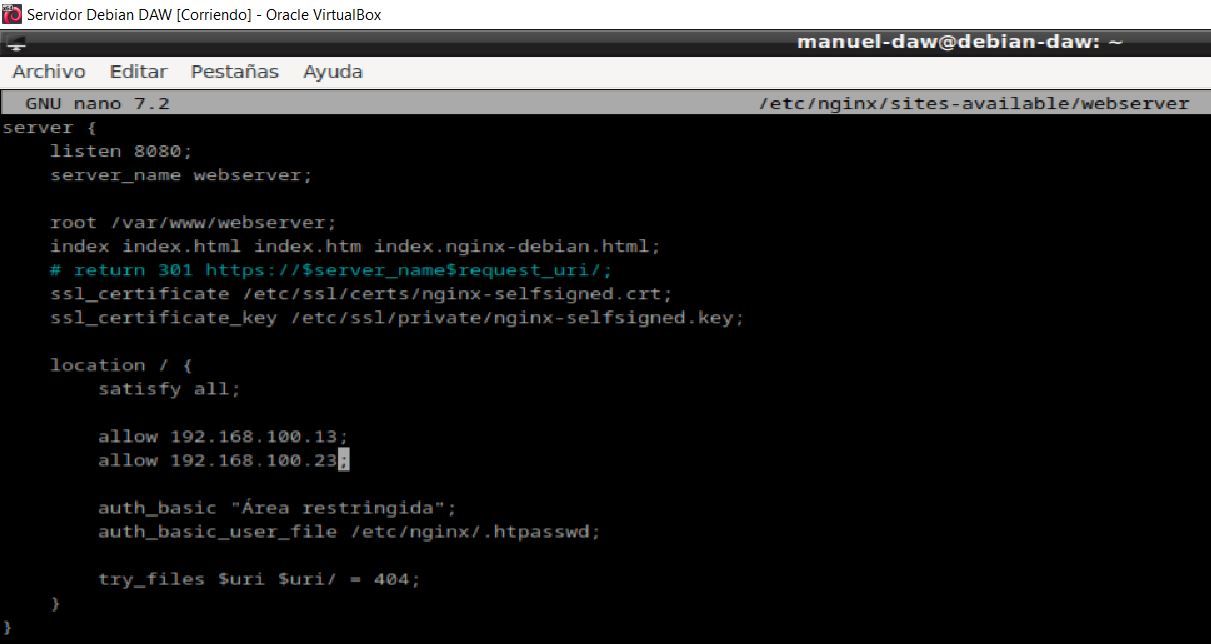 Servidor Debian DAW [Corriendo] - Oracle VirtualBox
manuel-daw@debian-daw: ~
Archivo Editar Pestañas Ayuda
GNU nano 7.2 /etc/nginx/sites-available/webserver
server {
    listen 8080;
    server_name webserver;

    root /var/www/webserver;
    index index.html index.htm index.nginx-debian.html;
    # return 301 https://$server_name$request_uri/;
    ssl_certificate /etc/ssl/certs/nginx-selfsigned.crt;
    ssl_certificate_key /etc/ssl/private/nginx-selfsigned.key;

    location / {
        satisfy all;

        allow 192.168.100.13;
        allow 192.168.100.23;

        auth_basic "Área restringida";
        auth_basic_user_file /etc/nginx/.htpasswd;

        try_files $uri $uri/ = 404;
    }
}